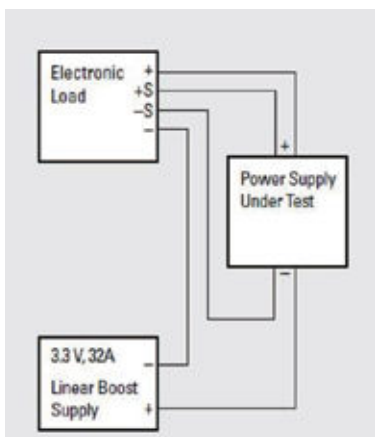 Electronic
Load
+
+S
−S
−
+
Power Supply
Under Test
−
3.3 V, 32A
−
Linear Boost
Supply
+